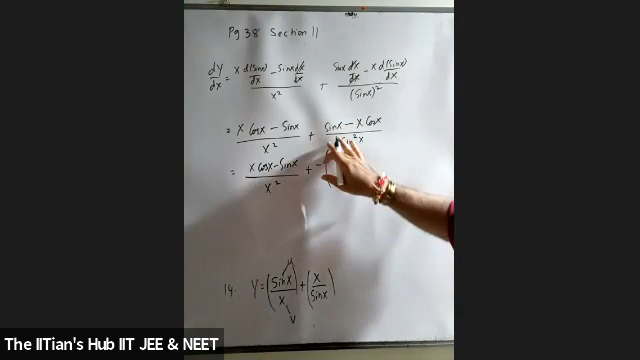 Pg 38 Section 11
dy/dx = (x d(sinx)/dx - sinx dx/dx)/x² + (sinx dx/dx - x d(sinx)/dx)/(sinx)²
= (x cosx - sinx)/x² + (sinx - x cosx)/sin²x
= (x cosx - sinx)/x² + -(
14. y = (sinx/x) + (x/sinx)
u
v
The IITian's Hub IIT JEE & NEET